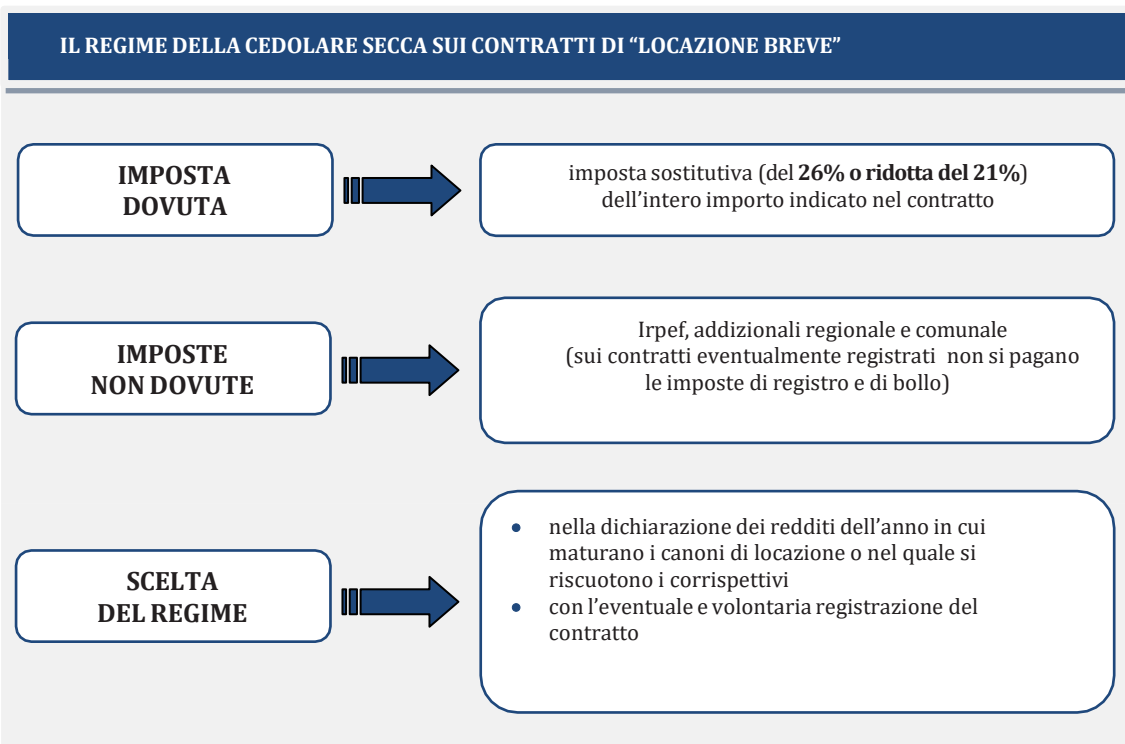 IL REGIME DELLA CEDOLARE SECCA SUI CONTRATTI DI “LOCAZIONE BREVE”
IMPOSTA
DOVUTA
imposta sostitutiva (del 26% o ridotta del 21%)
dell’intero importo indicato nel contratto
IMPOSTE
NON DOVUTE
Irpef, addizionali regionale e comunale
(sui contratti eventualmente registrati non si pagano
le imposte di registro e di bollo)
SCELTA
DEL REGIME
• nella dichiarazione dei redditi dell’anno in cui
maturano i canoni di locazione o nel quale si
riscuotono i corrispettivi
• con l’eventuale e volontaria registrazione del
contratto